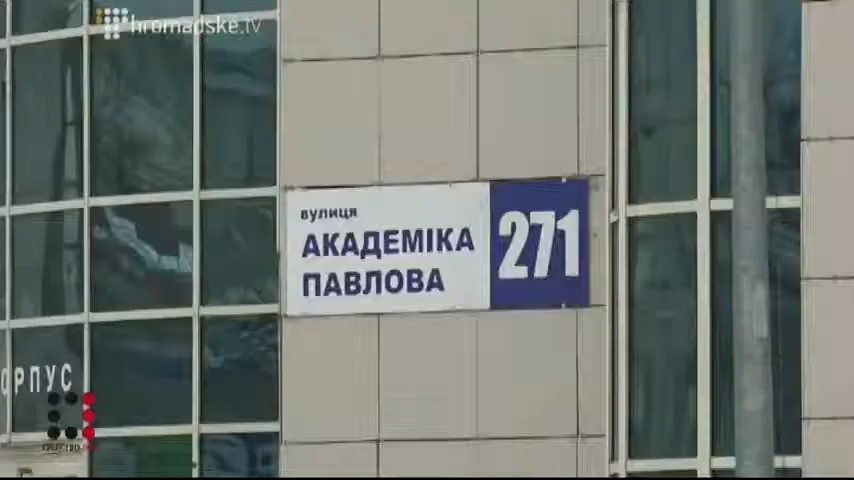 hromadske.tv
вулиця
АКАДЕМІКА
ПАВЛОВА
271
ОРПУС